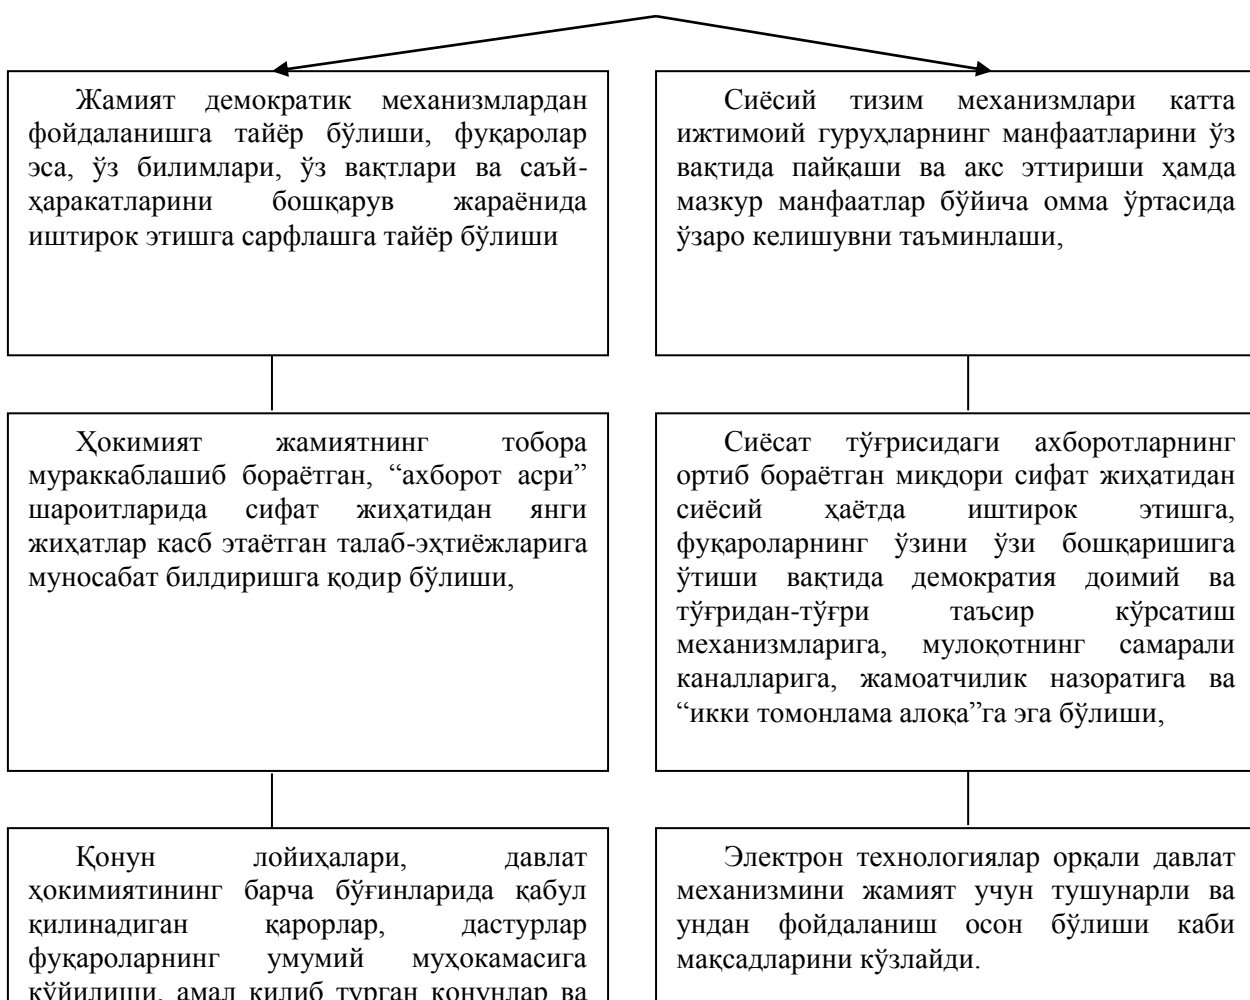 Жамият демократик механизмлардан
фойдаланишга тайёр бўлиши, фуқаролар
эса, ўз билимлари, ўз вақтлари ва саъй-
ҳаракатларини бошқарув жараёнида
иштирок этишга сарфлашга тайёр бўлиши
Сиёсий тизим механизмлари катта
ижтимоий гуруҳларнинг манфаатларини ўз
вақтида пайқаши ва акс эттириши ҳамда
мазкур манфаатлар бўйича омма ўртасида
ўзаро келишувни таъминлаши,
Ҳокимият жамиятнинг тобора
мураккаблашиб бораётган, “ахборот асри”
шароитларида сифат жиҳатидан янги
жиҳатлар касб этаётган талаб-эҳтиёжларига
муносабат билдиришга қодир бўлиши,
Сиёсат тўғрисидаги ахборотларнинг
ортиб бораётган миқдори сифат жиҳатидан
сиёсий ҳаётда иштирок этишга,
фуқароларнинг ўзини ўзи бошқаришига
ўтиши вақтида демократия доимий ва
тўғридан-тўғри таъсир кўрсатиш
механизмларига, мулоқотнинг самарали
каналларига, жамоатчилик назоратига ва
“икки томонлама алоқа”га эга бўлиши,
Қонун лойиҳалари, давлат
ҳокимиятининг барча бўғинларида қабул
қилинадиган қарорлар, дастурлар
фуқароларнинг умумий муҳокамасига
қўйилиши, амал қилиб турган қонунлар ва
Электрон технологиялар орқали давлат
механизмини жамият учун тушунарли ва
ундан фойдаланиш осон бўлиши каби
мақсадларини кўзлайди.